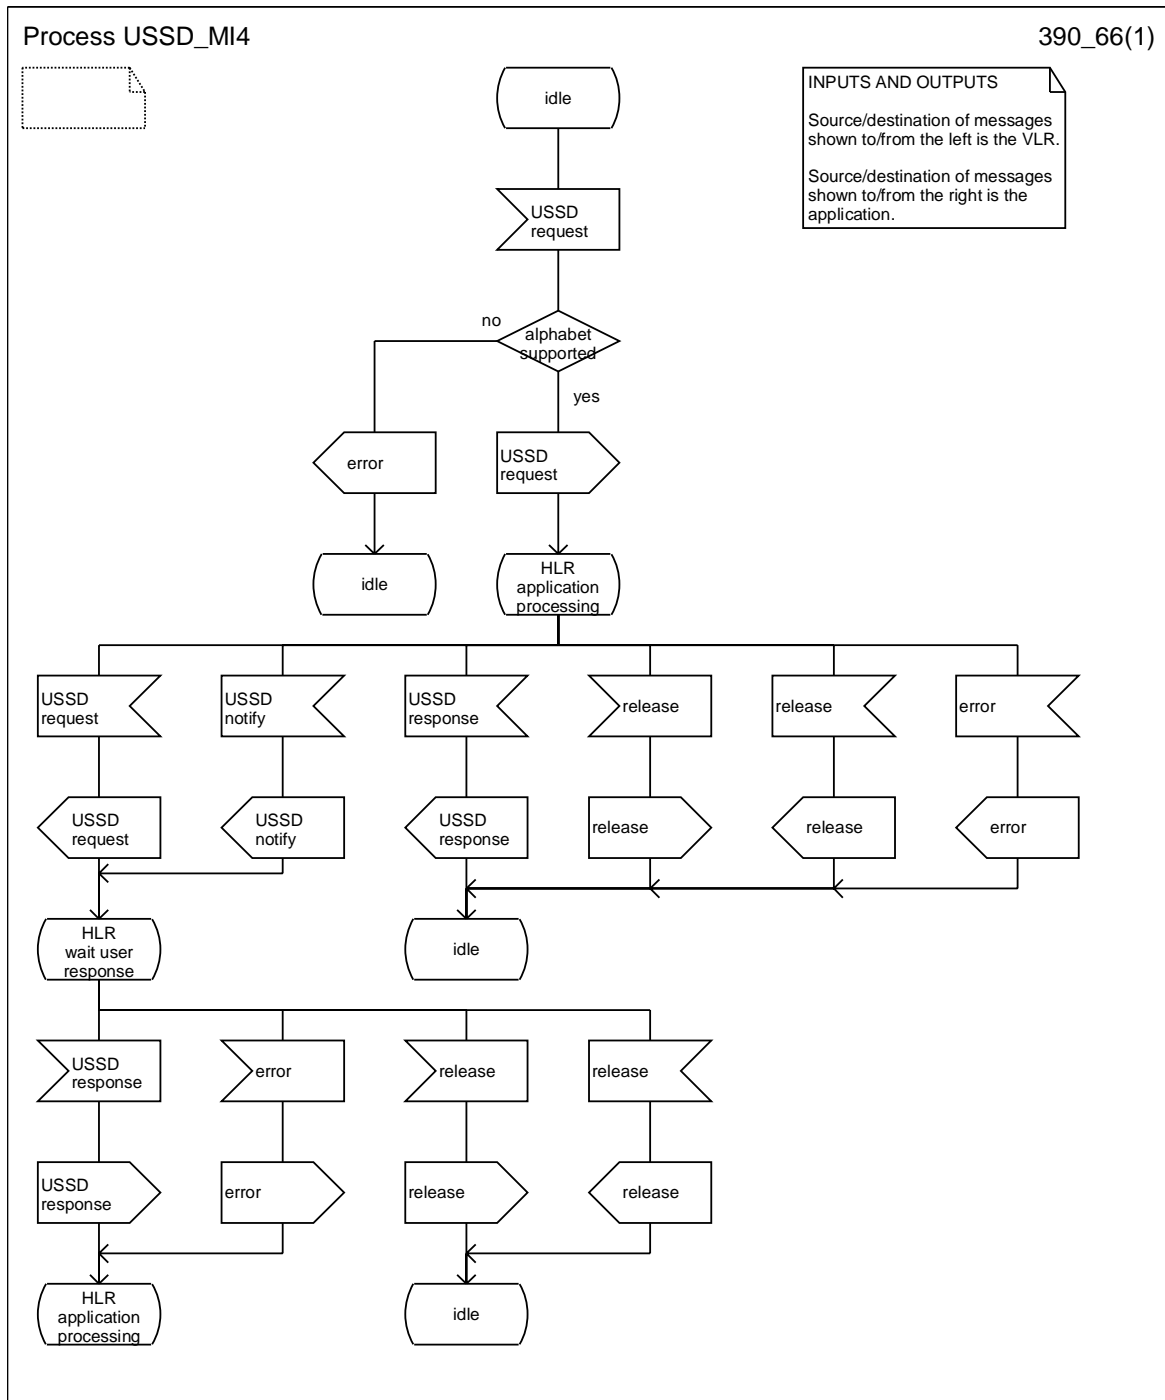 Process USSD_MI4
390_66(1)
INPUTS AND OUTPUTS
Source/destination of messages
shown to/from the left is the VLR.
Source/destination of messages
shown to/from the right is the
application.
idle
USSD
request
no
alphabet
supported
yes
error
USSD
request
idle
HLR
application
processing
USSD
request
USSD
notify
USSD
response
release
release
error
USSD
request
USSD
notify
USSD
response
release
release
error
HLR
wait user
response
idle
USSD
response
error
release
release
USSD
response
error
release
release
HLR
application
processing
idle